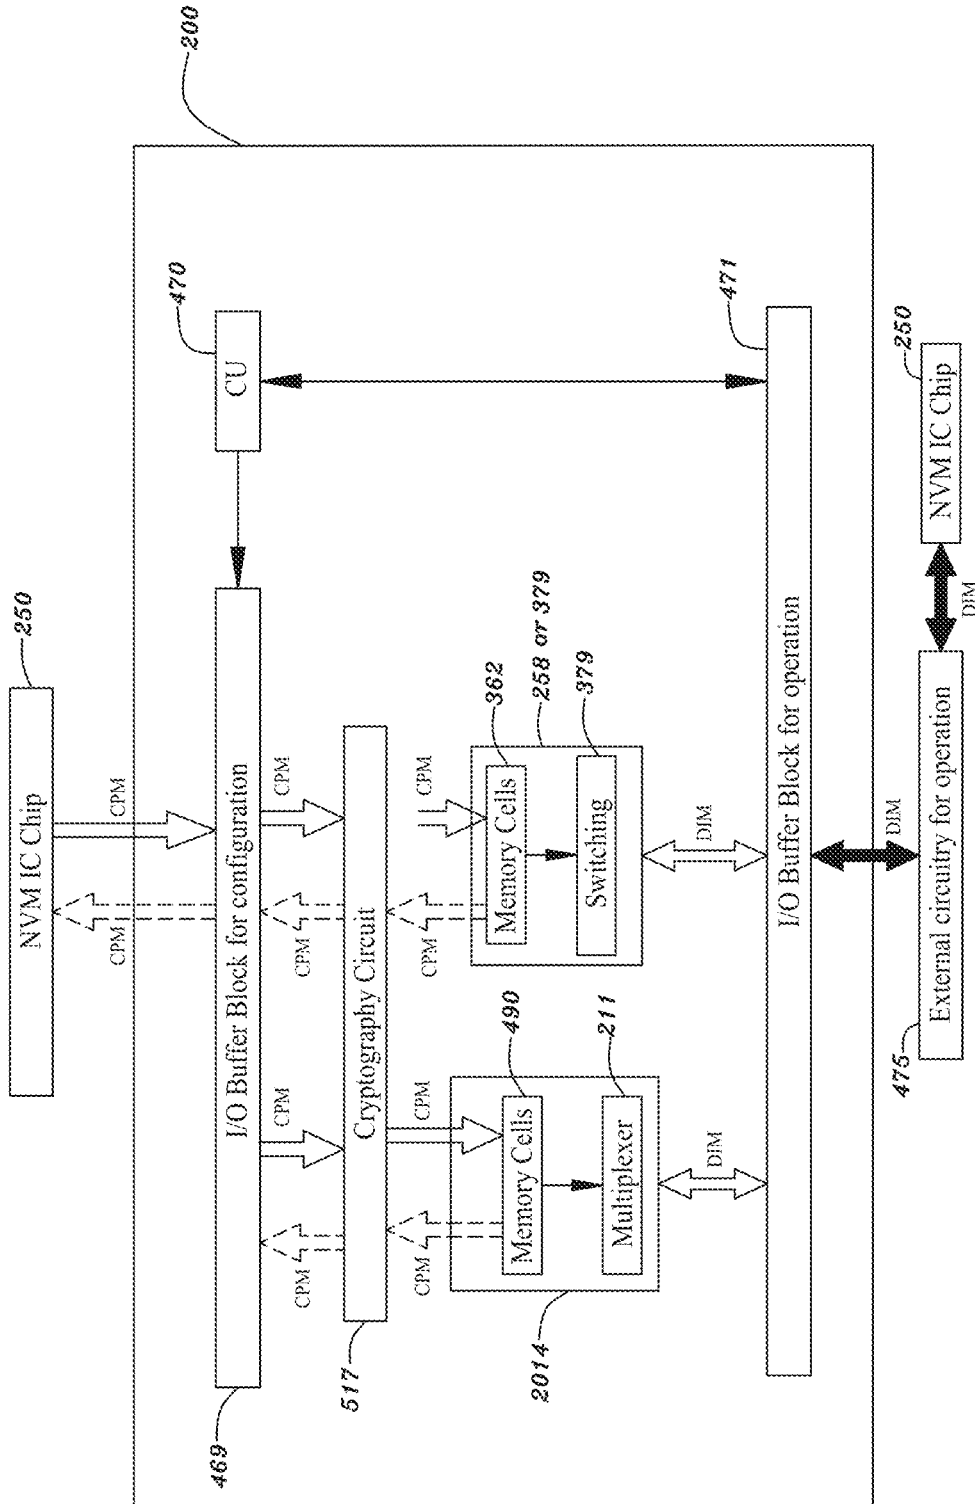 200
250
NVM IC Chip
CPM
CPM
470
CU
I/O Buffer Block for configuration
469
CPM
CPM
CPM
CPM
Cryptography Circuit
517
CPM
CPM
CPM
CPM
362
Memory Cells
258 or 379
Switching
379
490
Memory Cells
211
Multiplexer
2014
DIM
DIM
471
I/O Buffer Block for operation
DIM
475
External circuitry for operation
DIM
250
NVM IC Chip